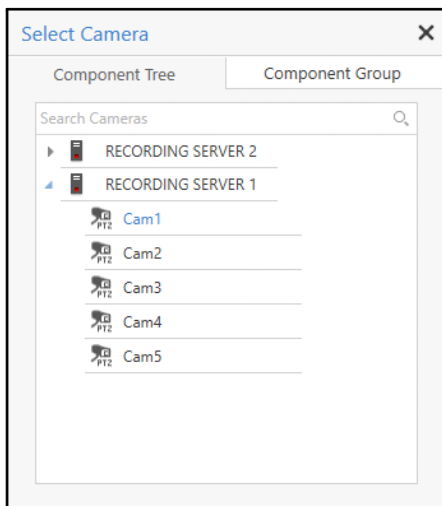 Select Camera
Component Tree
Component Group
Search Cameras
RECORDING SERVER 2
RECORDING SERVER 1
PTZ Cam1
PTZ Cam2
PTZ Cam3
PTZ Cam4
PTZ Cam5